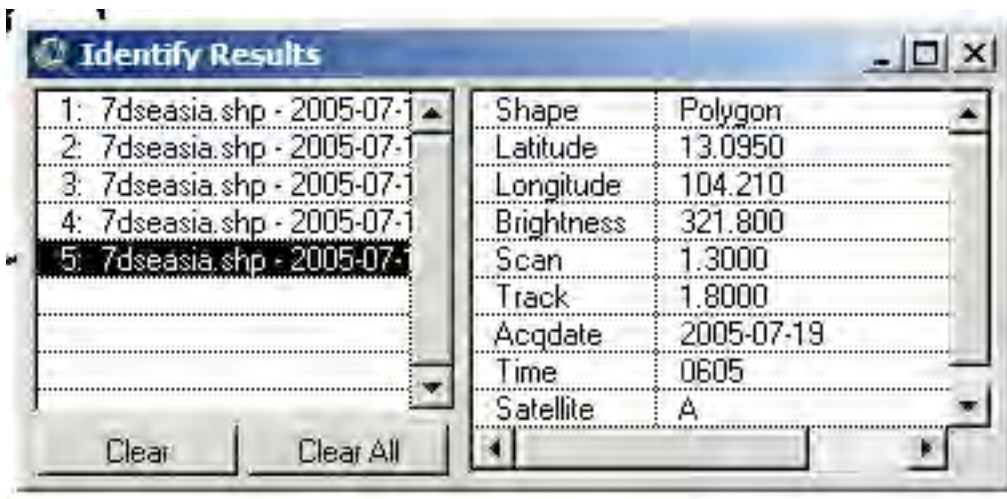 Identify Results
1: 7dseasia.shp - 2005-07-1
2: 7dseasia.shp - 2005-07-1
3: 7dseasia.shp - 2005-07-1
4: 7dseasia.shp - 2005-07-1
5: 7dseasia.shp - 2005-07-1
Clear Clear All
Shape Polygon
Latitude 13.0950
Longitude 104.210
Brightness 321.800
Scan 1.3000
Track 1.8000
Acqdate 2005-07-19
Time 0605
Satellite A